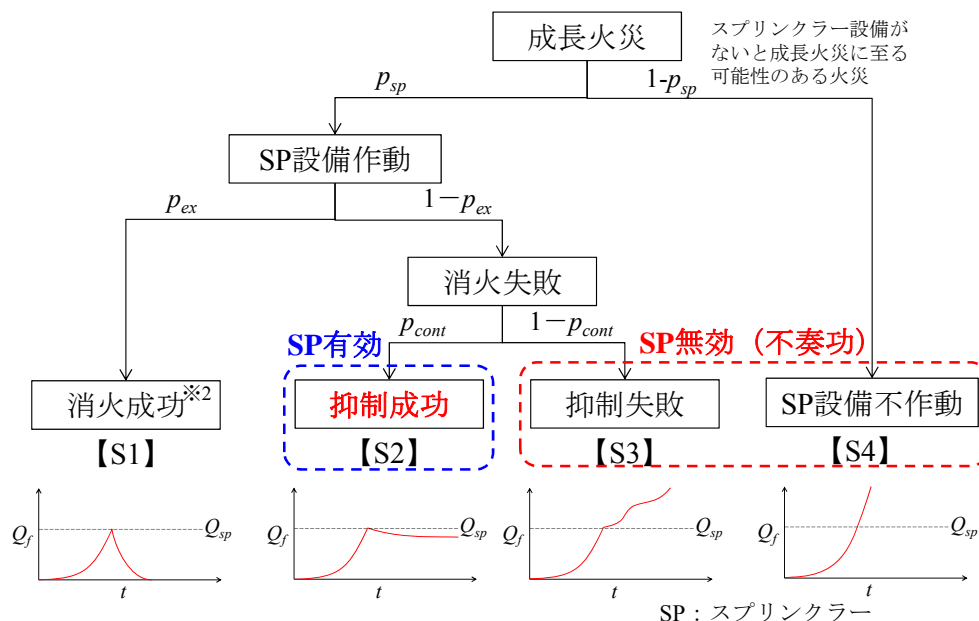 成長火災
スプリンクラー設備が
ないと成長火災に至る
可能性のある火災
p_sp
1-p_sp
SP設備作動
p_ex
1－p_ex
消火失敗
p_cont
1－p_cont
SP有効
SP無効（不奏功）
消火成功※2
抑制成功
抑制失敗
SP設備不作動
【S1】
【S2】
【S3】
【S4】
Q_f
Q_sp
t
Q_f
Q_sp
t
Q_f
Q_sp
t
Q_f
Q_sp
t
SP：スプリンクラー